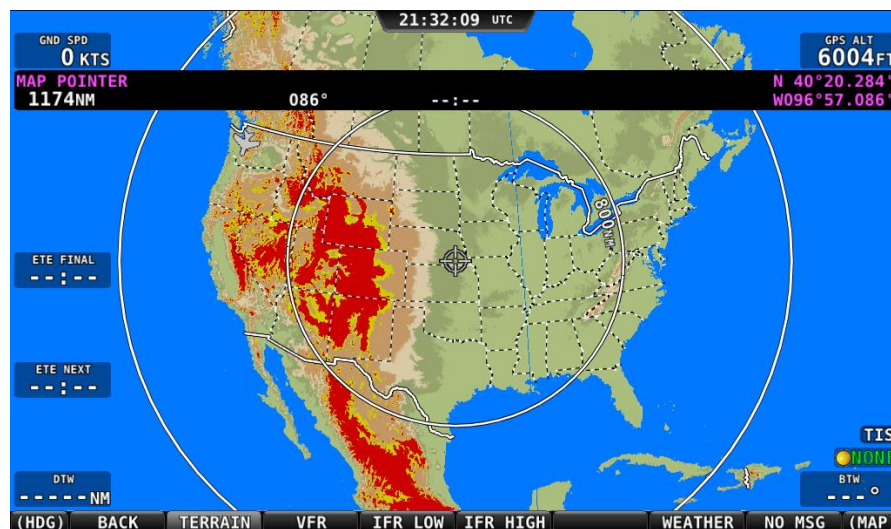 21:32:09 UTC
GND SPD
0 KTS
GPS ALT
6004FT
MAP POINTER
1174NM 086° --:--
N 40°20.284'
W096°57.086'
800NM
ETE FINAL
--:--
ETE NEXT
--:--
TIS
NONE
DTW
-----NM
BTW
---°
(HDG) BACK TERRAIN VFR IFR LOW IFR HIGH WEATHER NO MSG (MAP